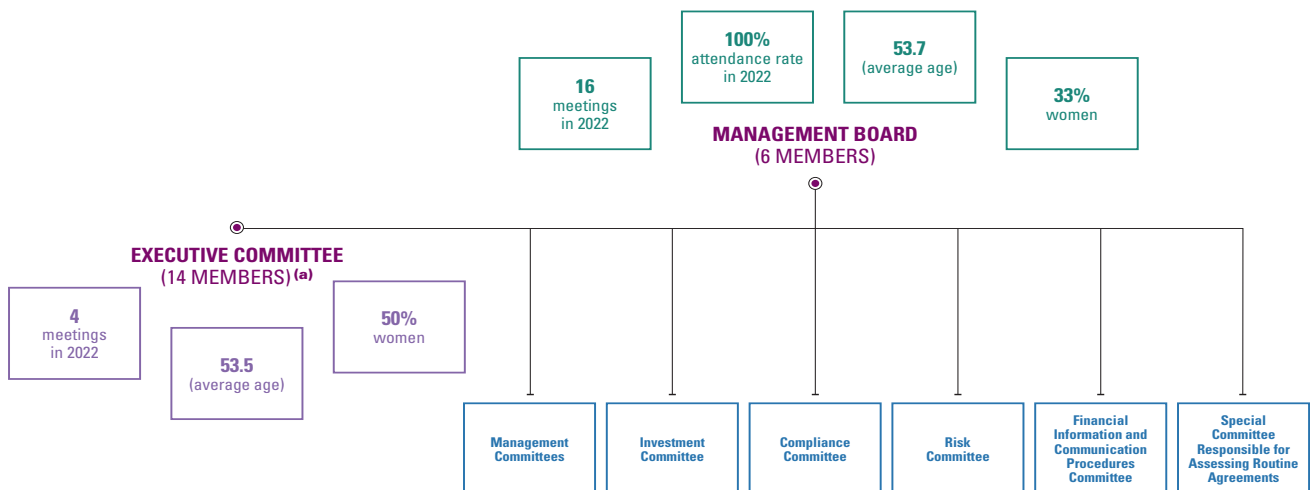 16
meetings
in 2022
100%
attendance rate
in 2022
53.7
(average age)
33%
women
MANAGEMENT BOARD
(6 MEMBERS)
EXECUTIVE COMMITTEE
(14 MEMBERS) (a)
4
meetings
in 2022
53.5
(average age)
50%
women
Management
Committees
Investment
Committee
Compliance
Committee
Risk
Committee
Financial
Information and
Communication
Procedures
Committee
Special
Committee
Responsible for
Assessing Routine
Agreements